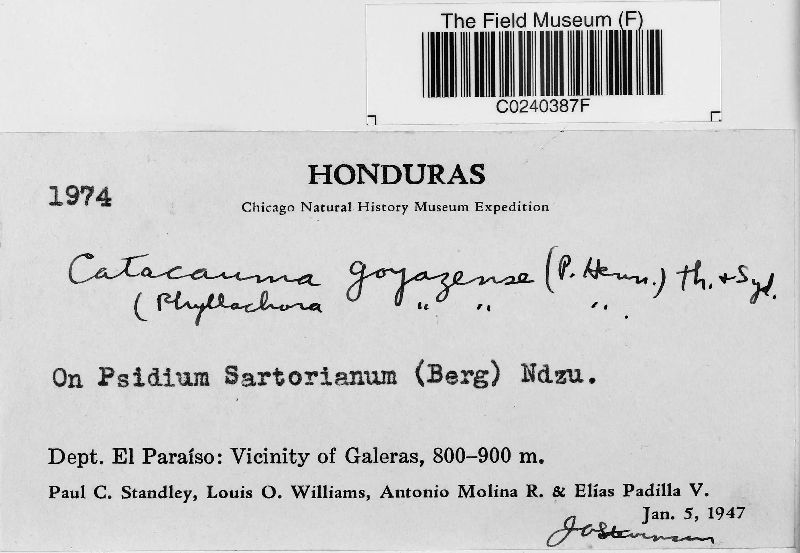 The Field Museum (F)
C0240387F
HONDURAS
1974
Chicago Natural History Museum Expedition
Catacauma goyazense (P. Henn.) Th. + Syd.
(Phyllachora " " " .
On Psidium Sartorianum (Berg) Ndzu.
Dept. El Paraíso: Vicinity of Galeras, 800–900 m.
Paul C. Standley, Louis O. Williams, Antonio Molina R. & Elías Padilla V.
Jan. 5, 1947
JAStevenson